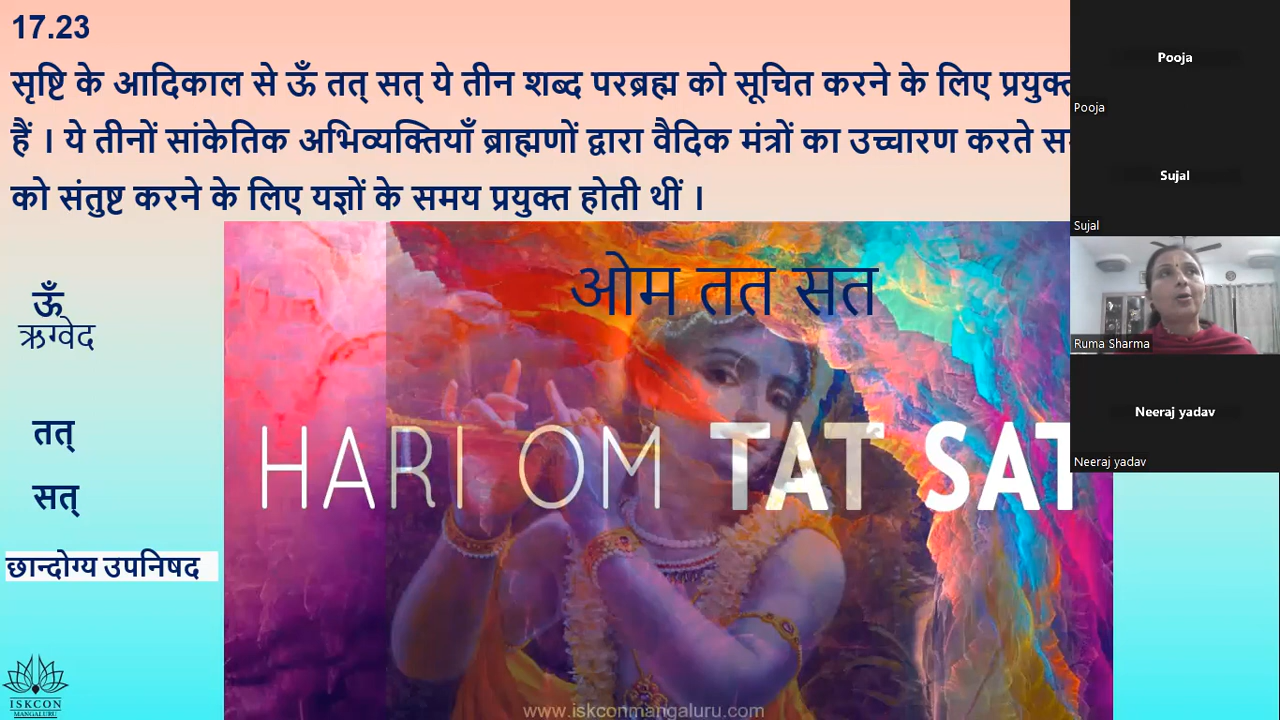 17.23
सृष्टि के आदिकाल से ऊँ तत् सत् ये तीन शब्द परब्रह्म को सूचित करने के लिए प्रयुक्त
हैं । ये तीनों सांकेतिक अभिव्यक्तियाँ ब्राह्मणों द्वारा वैदिक मंत्रों का उच्चारण करते
को संतुष्ट करने के लिए यज्ञों के समय प्रयुक्त होती थीं ।
ओम तत सत
ऊँ
ऋग्वेद
HARI OM TAT SAT
तत्
सत्
छान्दोग्य उपनिषद
ISKCON
MANGALURU
www.iskconmangaluru.com
Pooja
Pooja
Sujal
Sujal
Ruma Sharma
Neeraj yadav
Neeraj yadav